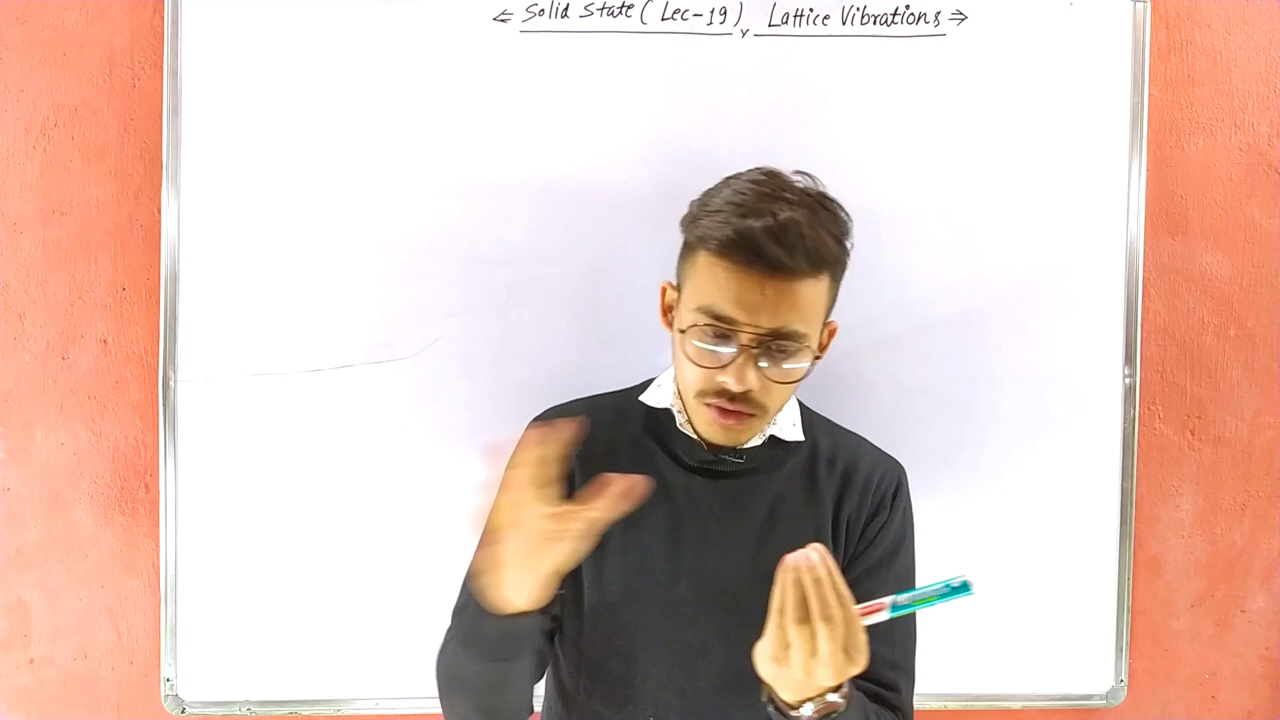 ⇐ Solid State ( Lec-19 ), Lattice Vibrations ⇒